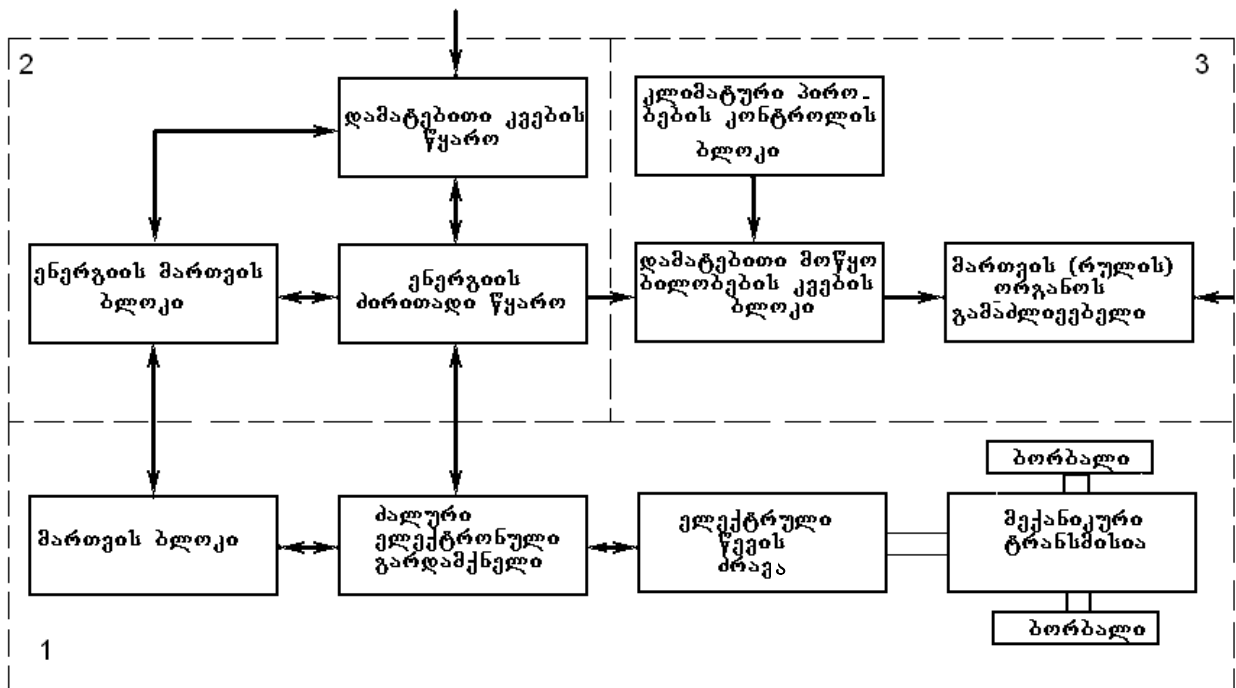 2
3
დამატებითი კვების
წყარო
კლიმატური პირო-
ბების კონტროლის
ბლოკი
ენერგიის მართვის
ბლოკი
ენერგიის
ძირითადი წყარო
დამატებითი მოწყო
ბილობების კვების
ბლოკი
მართვის (რულის)
ორგანოს
გამაძლიეებელი
ბორბალი
მართვის ბლოკი
ძალური
ელექტრონული
გარდამქნელი
ელექტრული
წევის
ძრავა
მექანიკური
ტრანსმისია
ბორბალი
1